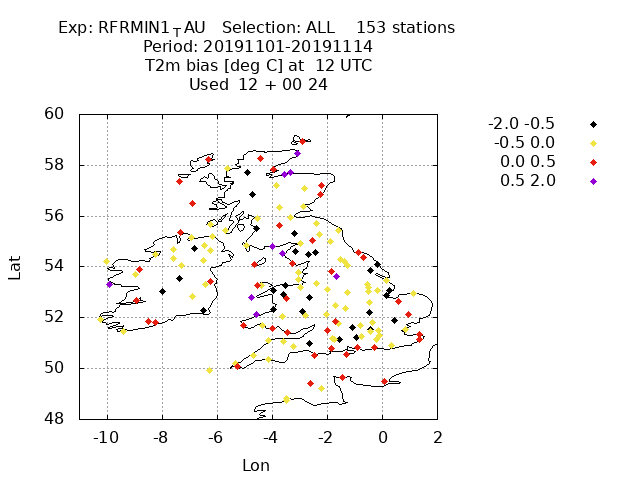 Exp: RFRMIN1TAU Selection: ALL 153 stations
Period: 20191101-20191114
T2m bias [deg C] at 12 UTC
Used 12 + 00 24
-2.0 -0.5
-0.5 0.0
0.0 0.5
0.5 2.0
60
58
56
54
52
50
48
Lat
-10 -8 -6 -4 -2 0 2
Lon